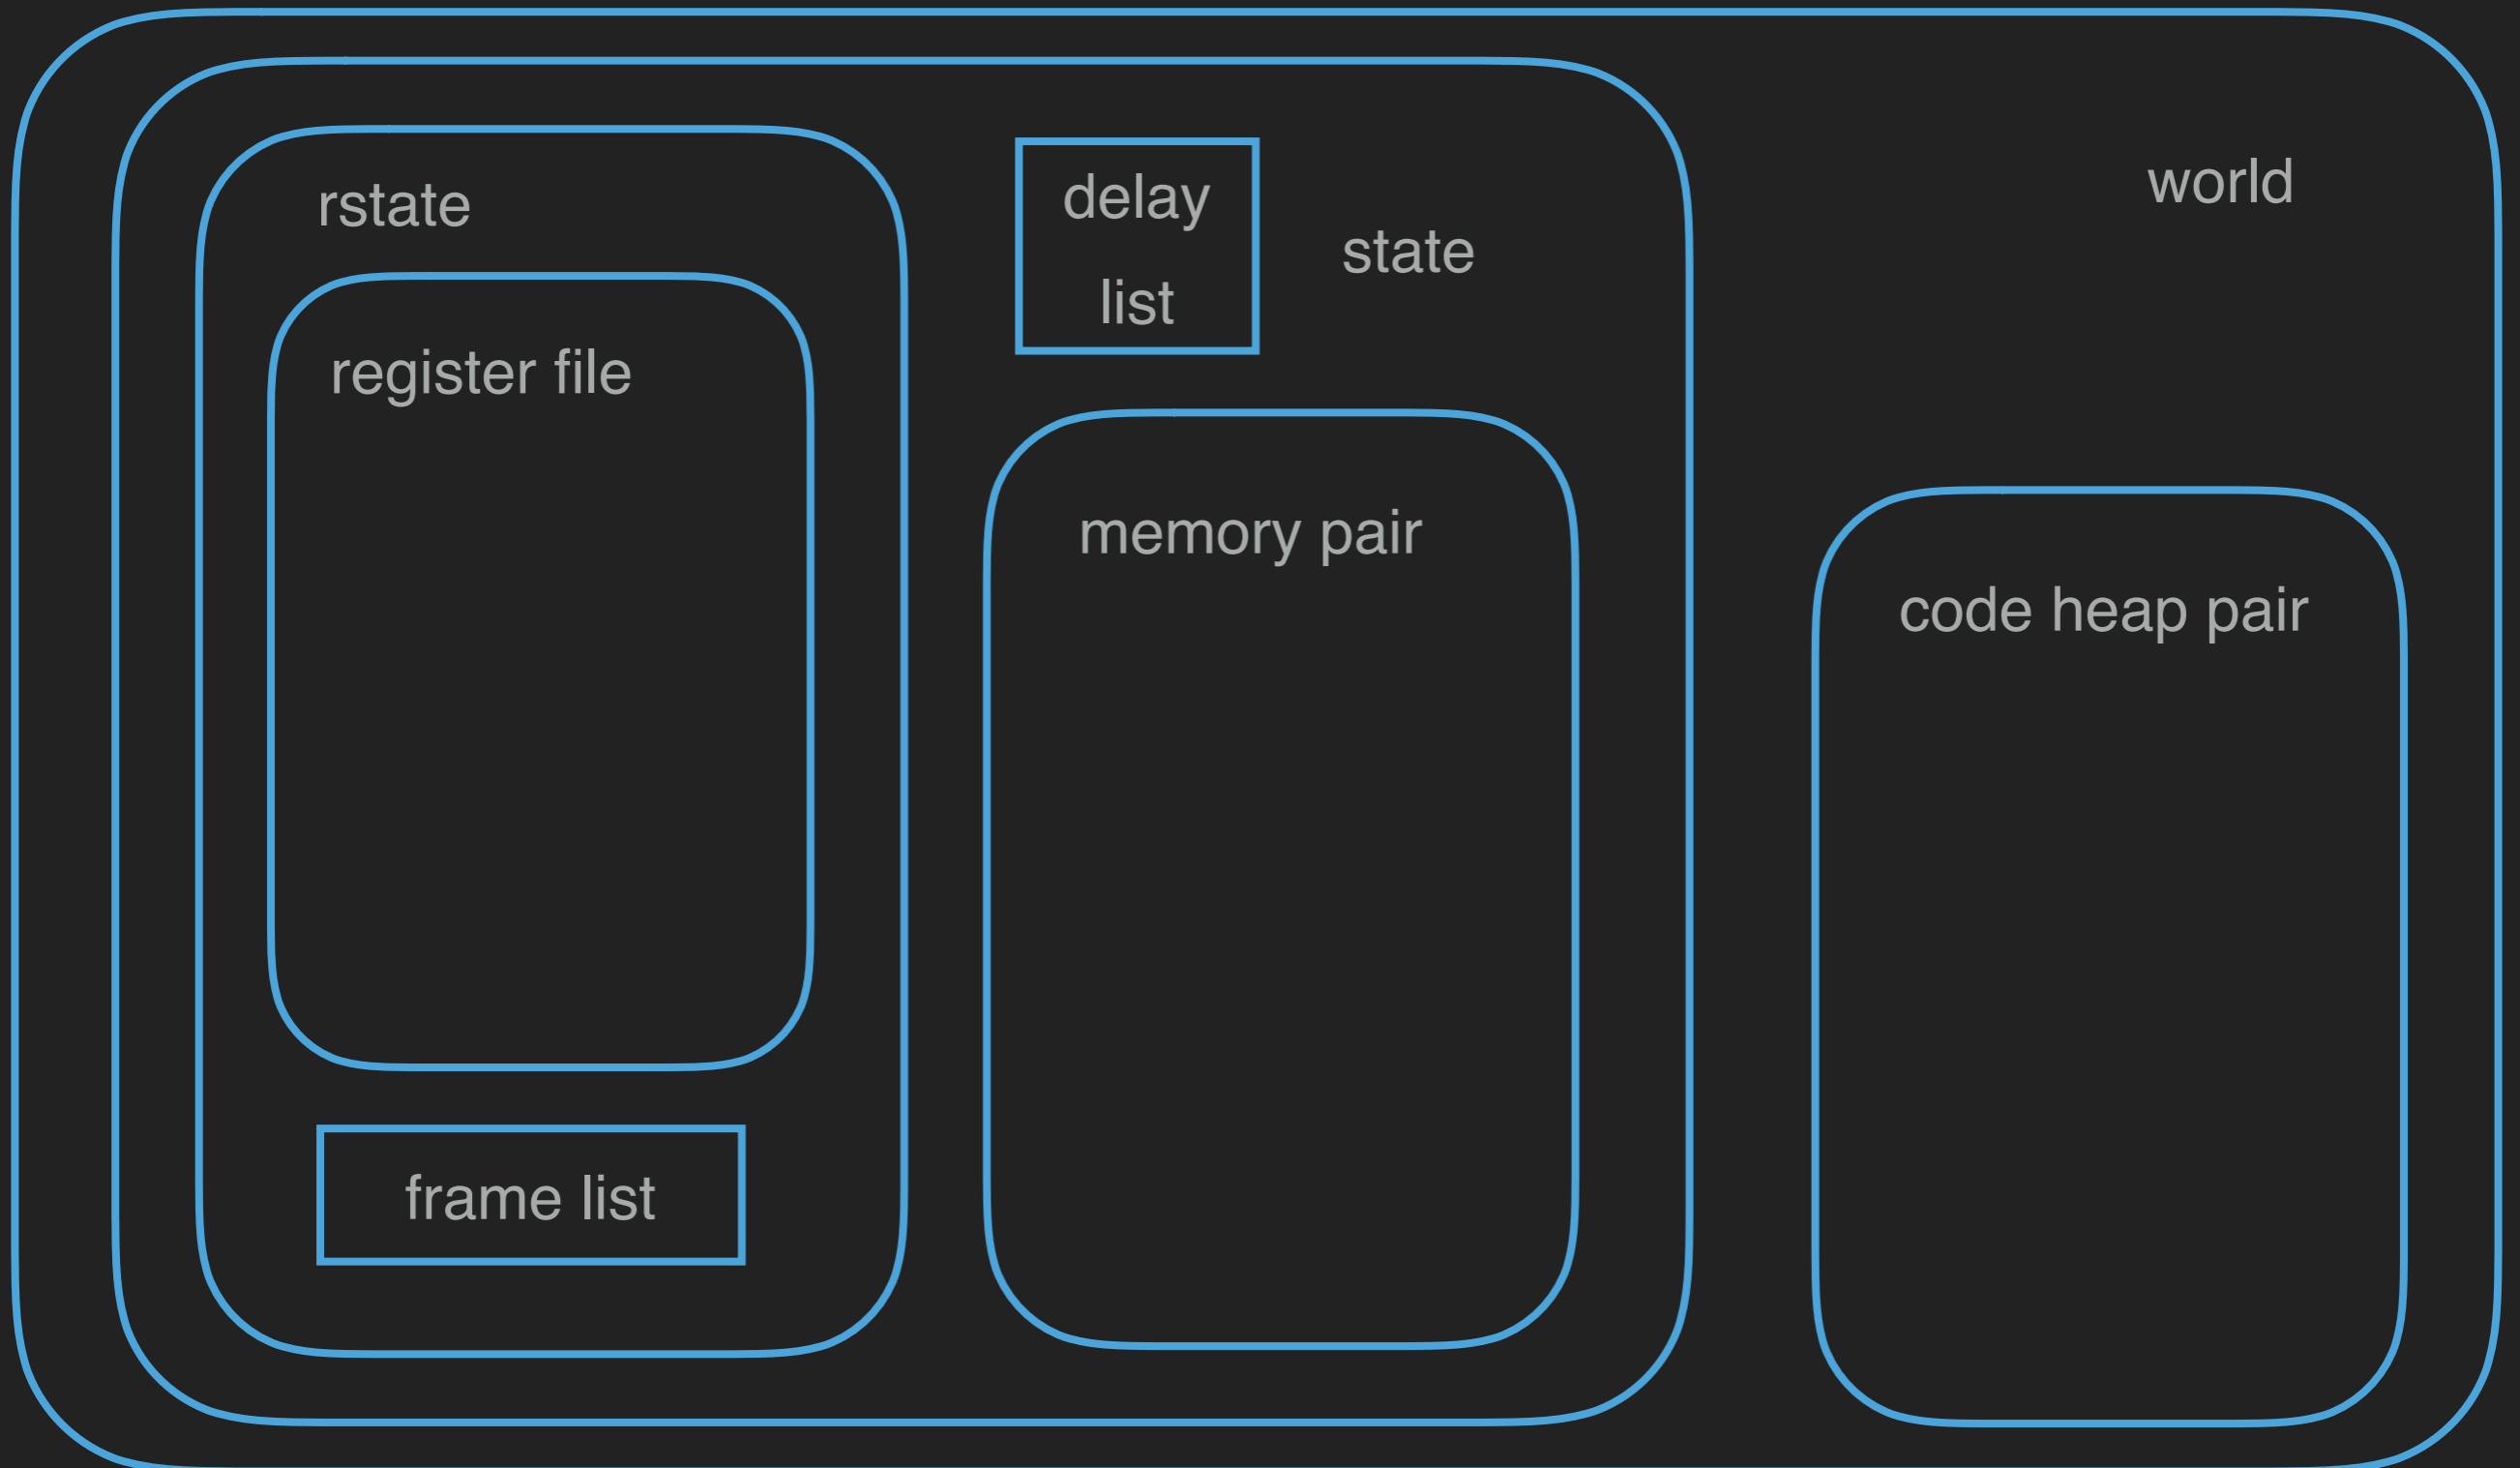 world
state
rstate
delay
list
register file
memory pair
code heap pair
frame list